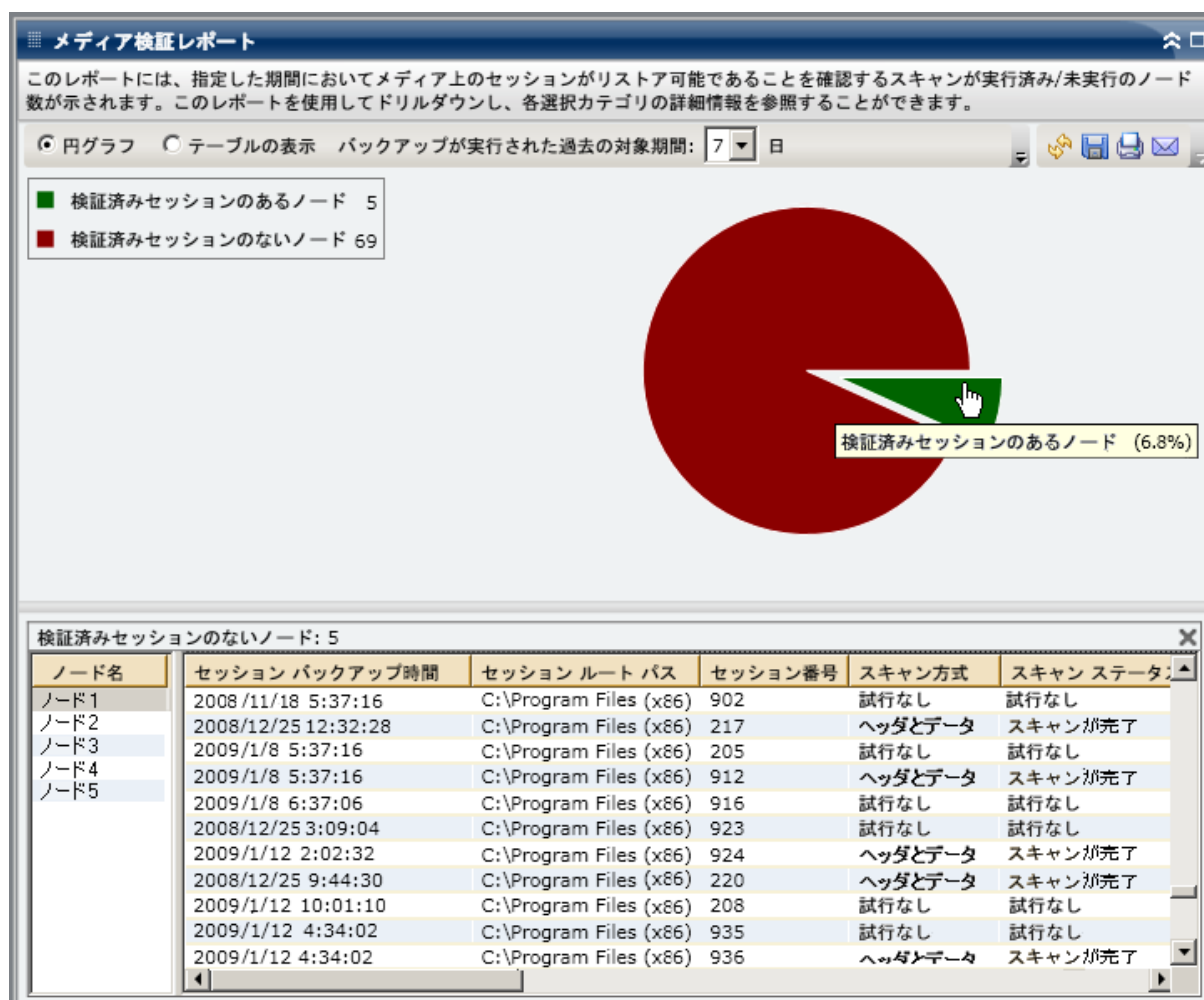 メディア検証レポート
このレポートには、指定した期間においてメディア上のセッションがリストア可能であることを確認するスキャンが実行済み/未実行のノード
数が示されます。このレポートを使用してドリルダウンし、各選択カテゴリの詳細情報を参照することができます。
円グラフ テーブルの表示 バックアップが実行された過去の対象期間: 7 日
検証済みセッションのあるノード 5
検証済みセッションのないノード 69
検証済みセッションのあるノード (6.8%)
検証済みセッションのないノード: 5
ノード名 セッション バックアップ時間 セッション ルート パス セッション番号 スキャン方式 スキャン ステータ
ノード1 2008/11/18 5:37:16 C:\Program Files (x86) 902 試行なし 試行なし
ノード2 2008/12/25 12:32:28 C:\Program Files (x86) 217 ヘッダとデータ スキャンが完了
ノード3 2009/1/8 5:37:16 C:\Program Files (x86) 205 試行なし 試行なし
ノード4 2009/1/8 5:37:16 C:\Program Files (x86) 912 ヘッダとデータ スキャンが完了
ノード5 2009/1/8 6:37:06 C:\Program Files (x86) 916 試行なし 試行なし
2008/12/25 3:09:04 C:\Program Files (x86) 923 試行なし 試行なし
2009/1/12 2:02:32 C:\Program Files (x86) 924 ヘッダとデータ スキャンが完了
2008/12/25 9:44:30 C:\Program Files (x86) 220 ヘッダとデータ スキャンが完了
2009/1/12 10:01:10 C:\Program Files (x86) 208 試行なし 試行なし
2009/1/12 4:34:02 C:\Program Files (x86) 935 試行なし 試行なし
2009/1/12 4:34:02 C:\Program Files (x86) 936 ヘッダとデータ スキャンが完了